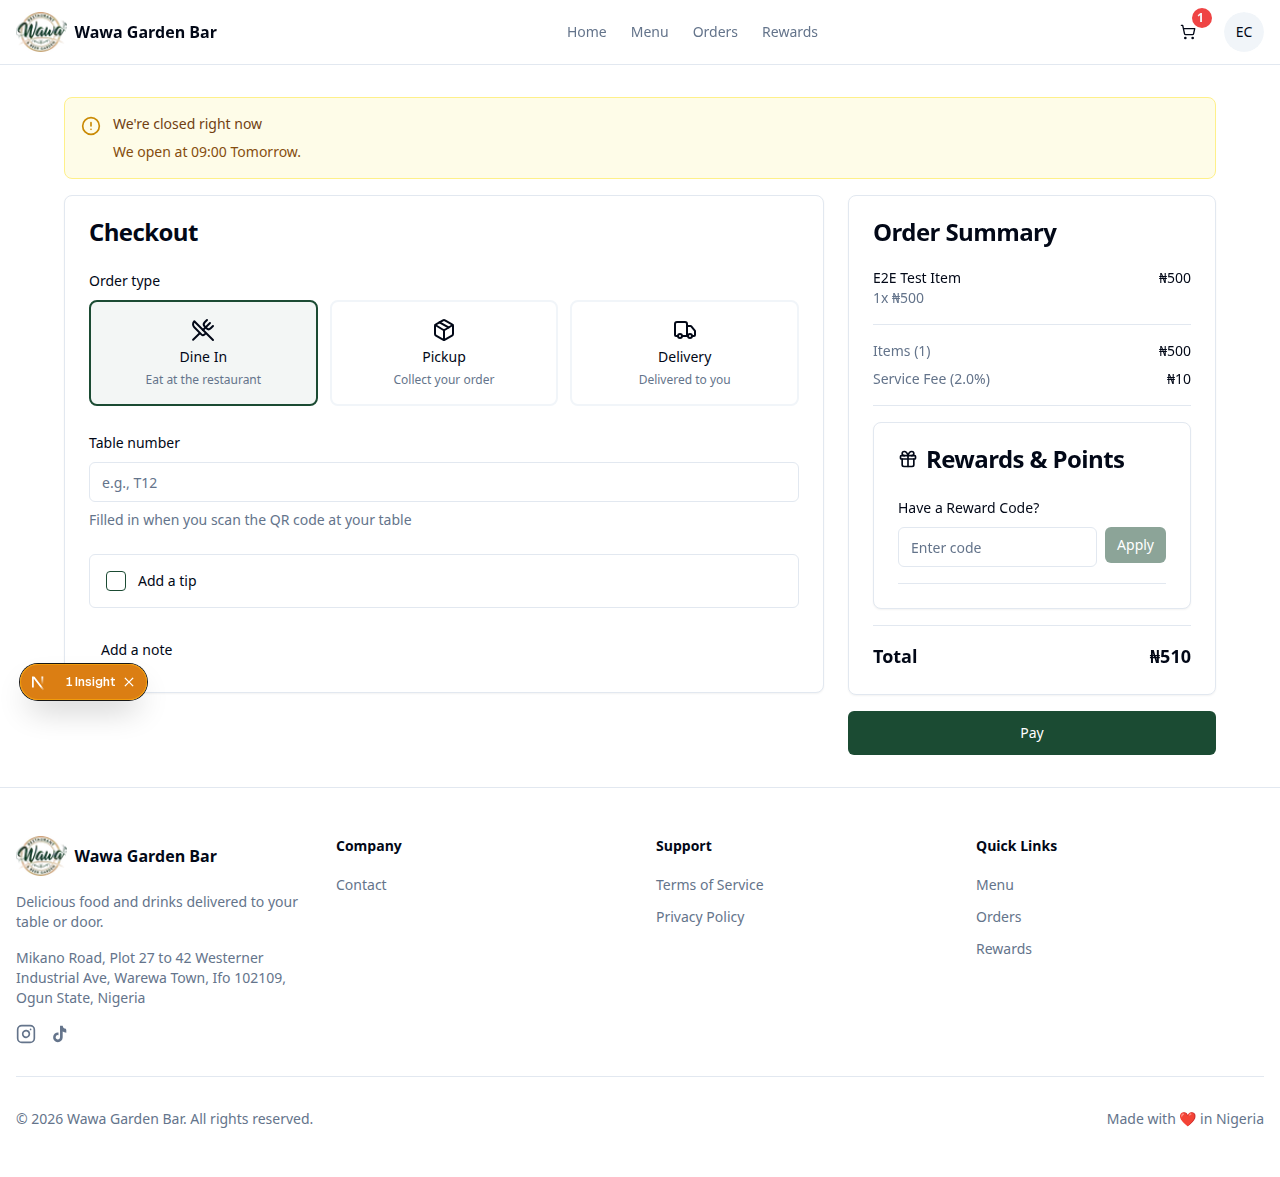 Wawa Wawa Garden Bar
Home Menu Orders Rewards
1
EC
We're closed right now
We open at 09:00 Tomorrow.
Checkout
Order type
Dine In
Eat at the restaurant
Pickup
Collect your order
Delivery
Delivered to you
Table number
e.g., T12
Filled in when you scan the QR code at your table
Add a tip
Add a note
1 Insight
Order Summary
E2E Test Item ₦500
1x ₦500
Items (1) ₦500
Service Fee (2.0%) ₦10
Rewards & Points
Have a Reward Code?
Enter code Apply
Total ₦510
Pay
Wawa Wawa Garden Bar
Delicious food and drinks delivered to your
table or door.
Mikano Road, Plot 27 to 42 Westerner
Industrial Ave, Warewa Town, Ifo 102109,
Ogun State, Nigeria
Company
Contact
Support
Terms of Service
Privacy Policy
Quick Links
Menu
Orders
Rewards
© 2026 Wawa Garden Bar. All rights reserved.
Made with ❤️ in Nigeria